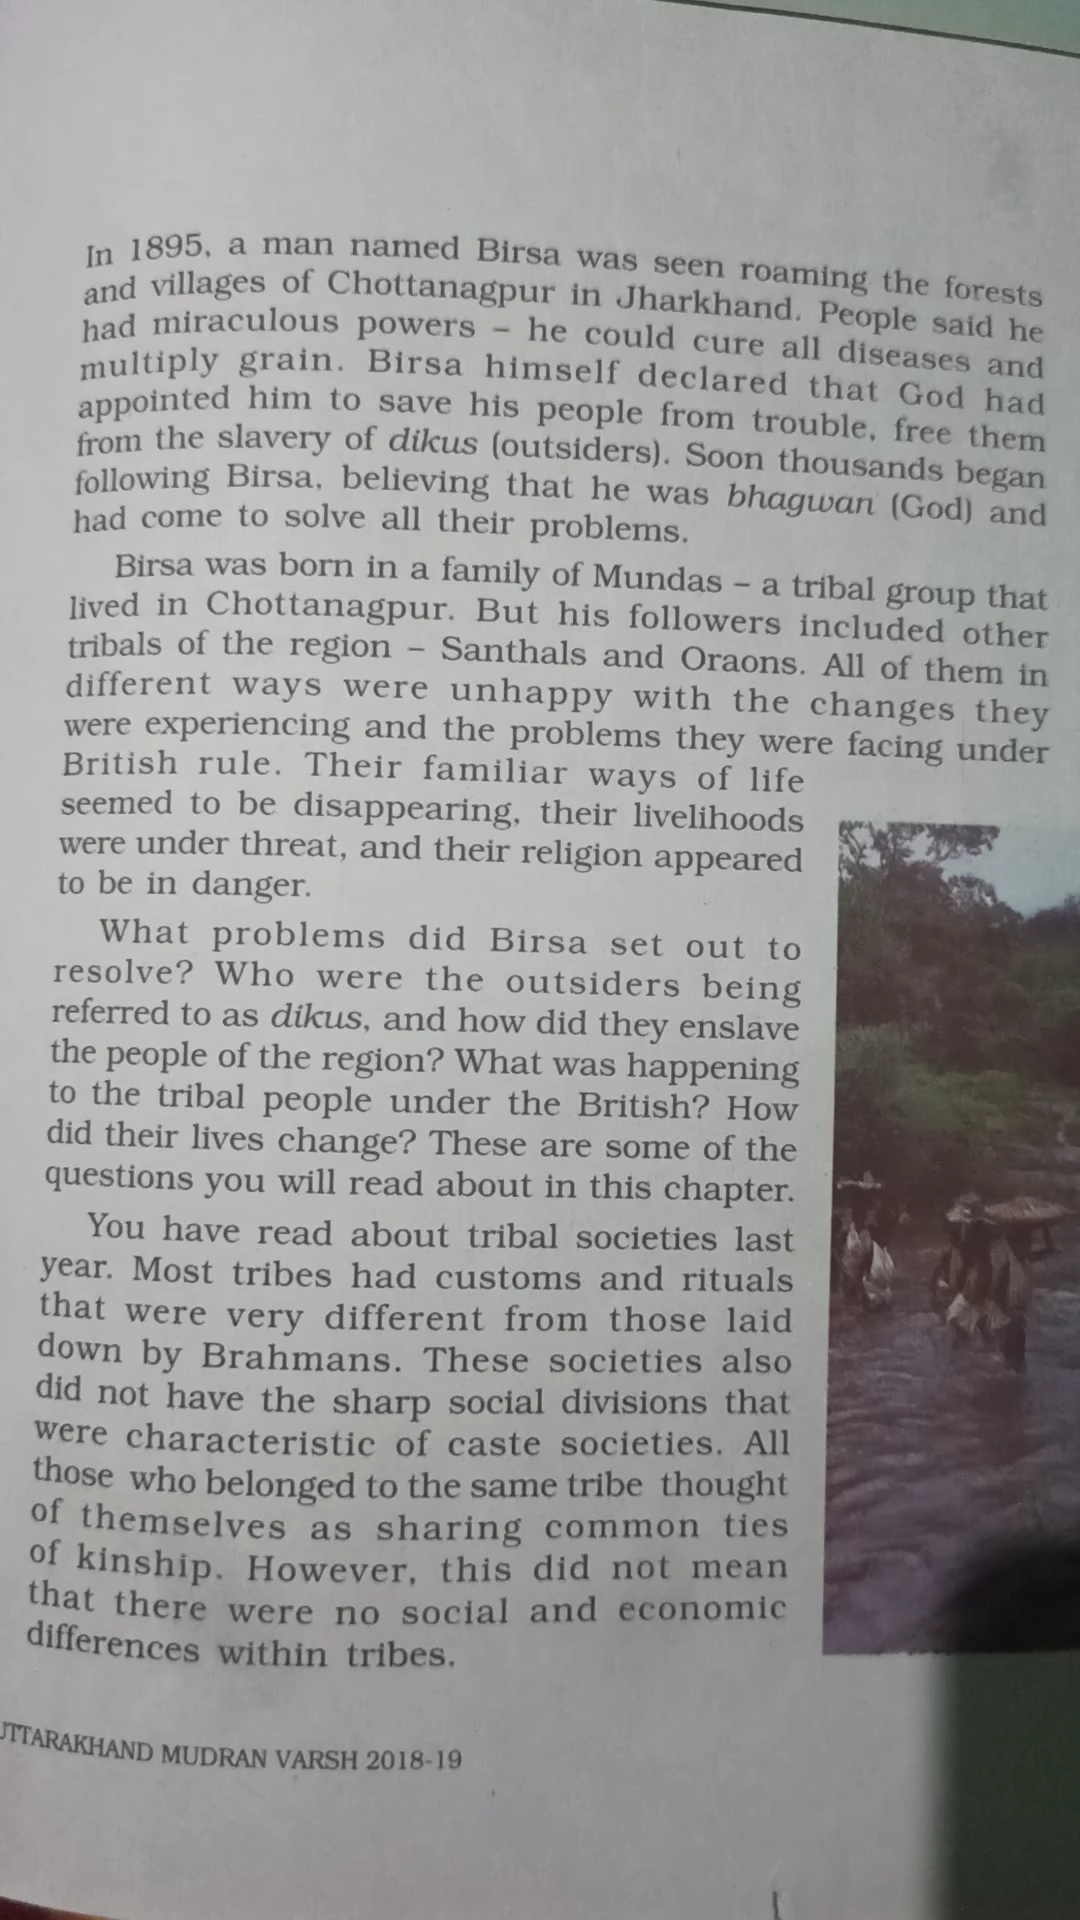 In 1895, a man named Birsa was seen roaming the forests
and villages of Chottanagpur in Jharkhand. People said he
had miraculous powers – he could cure all diseases and
multiply grain. Birsa himself declared that God had
appointed him to save his people from trouble, free them
from the slavery of dikus (outsiders). Soon thousands began
following Birsa, believing that he was bhagwan (God) and
had come to solve all their problems.
Birsa was born in a family of Mundas – a tribal group that
lived in Chottanagpur. But his followers included other
tribals of the region – Santhals and Oraons. All of them in
different ways were unhappy with the changes they
were experiencing and the problems they were facing under
British rule. Their familiar ways of life
seemed to be disappearing, their livelihoods
were under threat, and their religion appeared
to be in danger.
What problems did Birsa set out to
resolve? Who were the outsiders being
referred to as dikus, and how did they enslave
the people of the region? What was happening
to the tribal people under the British? How
did their lives change? These are some of the
questions you will read about in this chapter.
You have read about tribal societies last
year. Most tribes had customs and rituals
that were very different from those laid
down by Brahmans. These societies also
did not have the sharp social divisions that
were characteristic of caste societies. All
those who belonged to the same tribe thought
of themselves as sharing common ties
of kinship. However, this did not mean
that there were no social and economic
differences within tribes.
UTTARAKHAND MUDRAN VARSH 2018-19